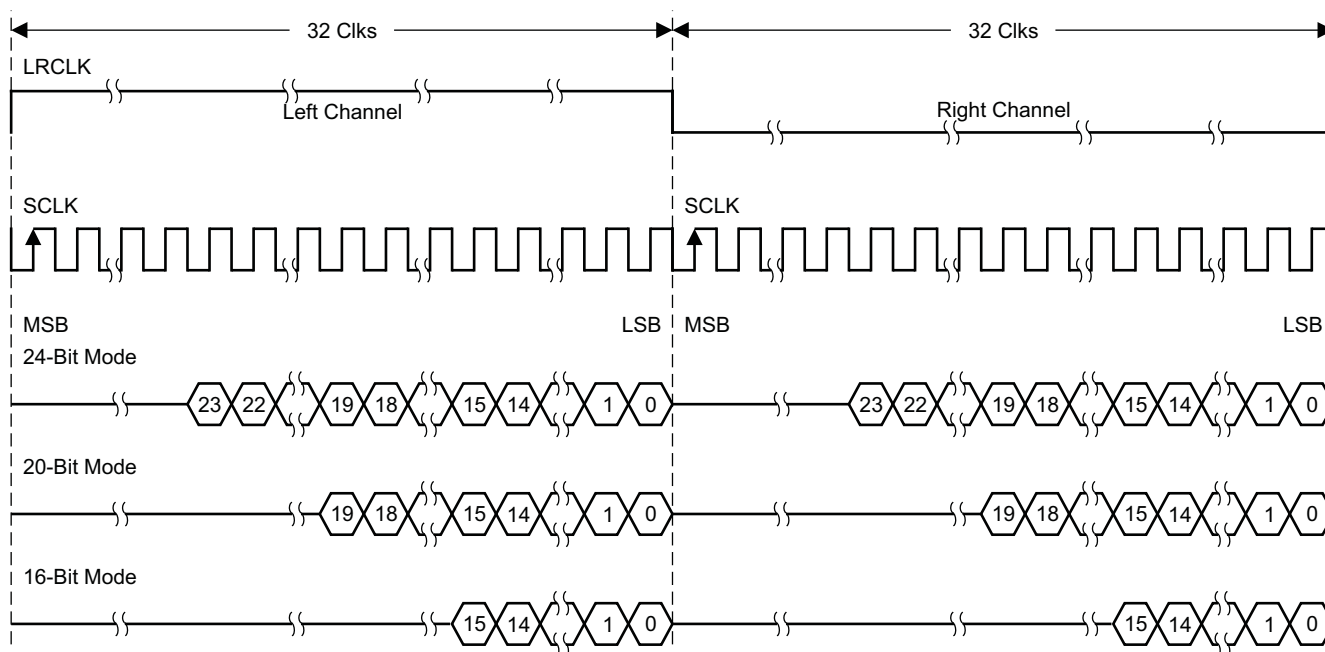 32 Clks 32 Clks
LRCLK
Left Channel Right Channel
SCLK SCLK
MSB LSB MSB LSB
24-Bit Mode
23 22 19 18 15 14 1 0 23 22 19 18 15 14 1 0
20-Bit Mode
19 18 15 14 1 0 19 18 15 14 1 0
16-Bit Mode
15 14 1 0 15 14 1 0